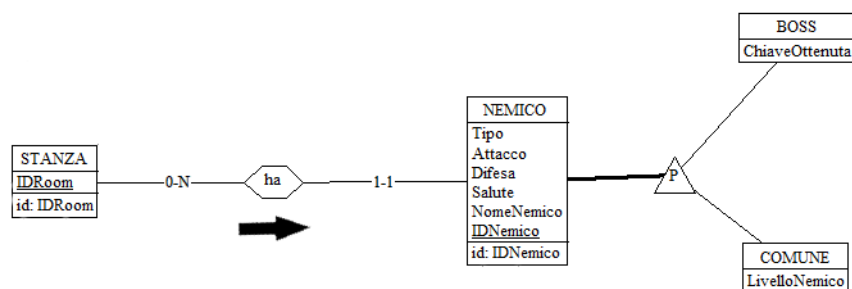 BOSS
ChiaveOttenuta
NEMICO
Tipo
Attacco
Difesa
Salute
NomeNemico
IDNemico
id: IDNemico
STANZA
IDRoom
id: IDRoom
0-N
ha
1-1
P
COMUNE
LivelloNemico